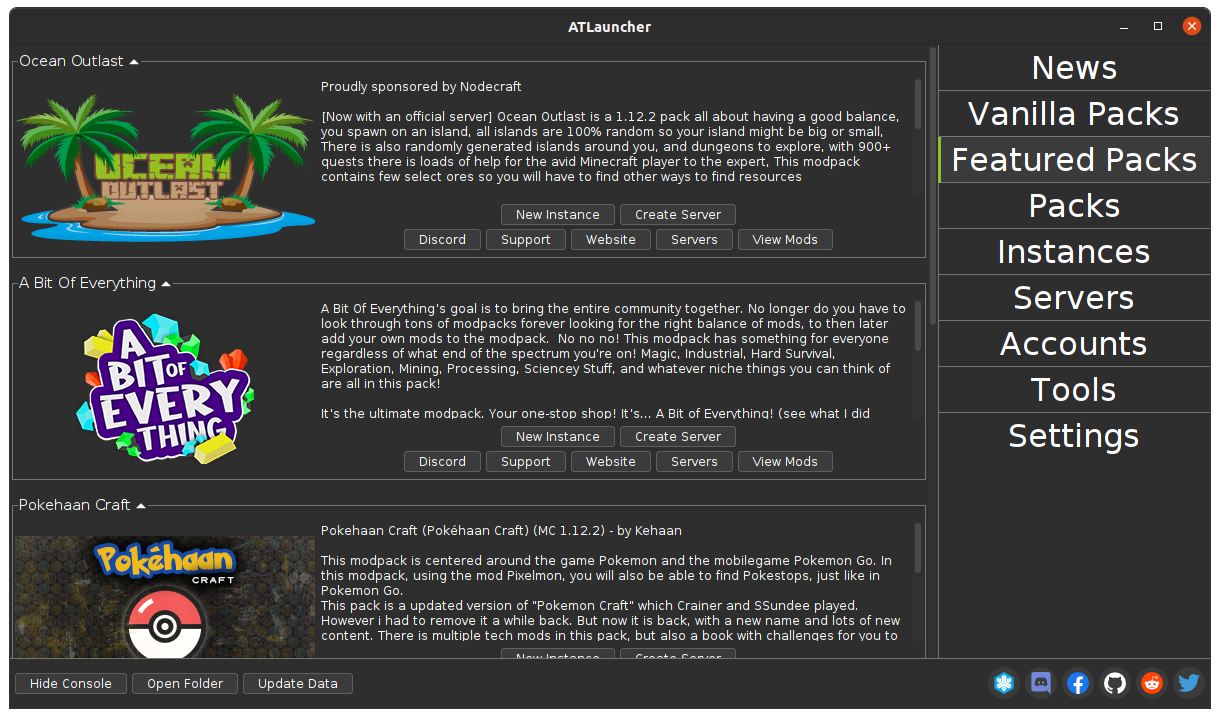 ATLauncher
Ocean Outlast
OCEAN
OUTLAST
Proudly sponsored by Nodecraft
[Now with an official server] Ocean Outlast is a 1.12.2 pack all about having a good balance,
you spawn on an island, all islands are 100% random so your island might be big or small,
There is also randomly generated islands around you, and dungeons to explore, with 900+
quests there is loads of help for the avid Minecraft player to the expert, This modpack
contains few select ores so you will have to find other ways to find resources
New Instance Create Server
Discord Support Website Servers View Mods
A Bit Of Everything
A
BIT OF
EVERY
THING
A Bit Of Everything's goal is to bring the entire community together. No longer do you have to
look through tons of modpacks forever looking for the right balance of mods, to then later
add your own mods to the modpack.  No no no! This modpack has something for everyone
regardless of what end of the spectrum you're on! Magic, Industrial, Hard Survival,
Exploration, Mining, Processing, Sciencey Stuff, and whatever niche things you can think of
are all in this pack!
It's the ultimate modpack. Your one-stop shop! It's... A Bit of Everything! (see what I did
New Instance Create Server
Discord Support Website Servers View Mods
Pokehaan Craft
Pokéhaan
CRAFT
Pokehaan Craft (Pokéhaan Craft) (MC 1.12.2) - by Kehaan
This modpack is centered around the game Pokemon and the mobilegame Pokemon Go. In
this modpack, using the mod Pixelmon, you will also be able to find Pokestops, just like in
Pokemon Go.
This pack is a updated version of "Pokemon Craft" which Crainer and SSundee played.
However i had to remove it a while back. But now it is back, with a new name and lots of new
content. There is multiple tech mods in this pack, but also a book with challenges for you to
New Instance Create Server
News
Vanilla Packs
Featured Packs
Packs
Instances
Servers
Accounts
Tools
Settings
Hide Console Open Folder Update Data